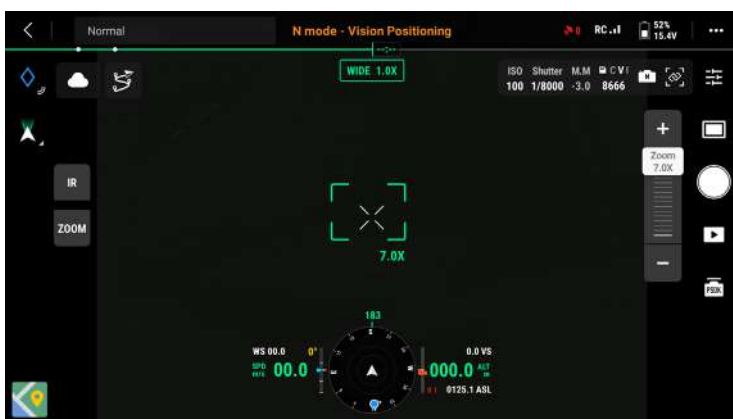 Normal
N mode - Vision Positioning
0
RC
52%
15.4V
WIDE 1.0X
ISO Shutter M.M
100 1/8000 -3.0 8666
M
+
Zoom
7.0X
IR
ZOOM
7.0X
−
PSDK
183
WS 00.0
0°
0.0 VS
SPD
m/s
00.0
000.0
ALT
m
0125.1 ASL